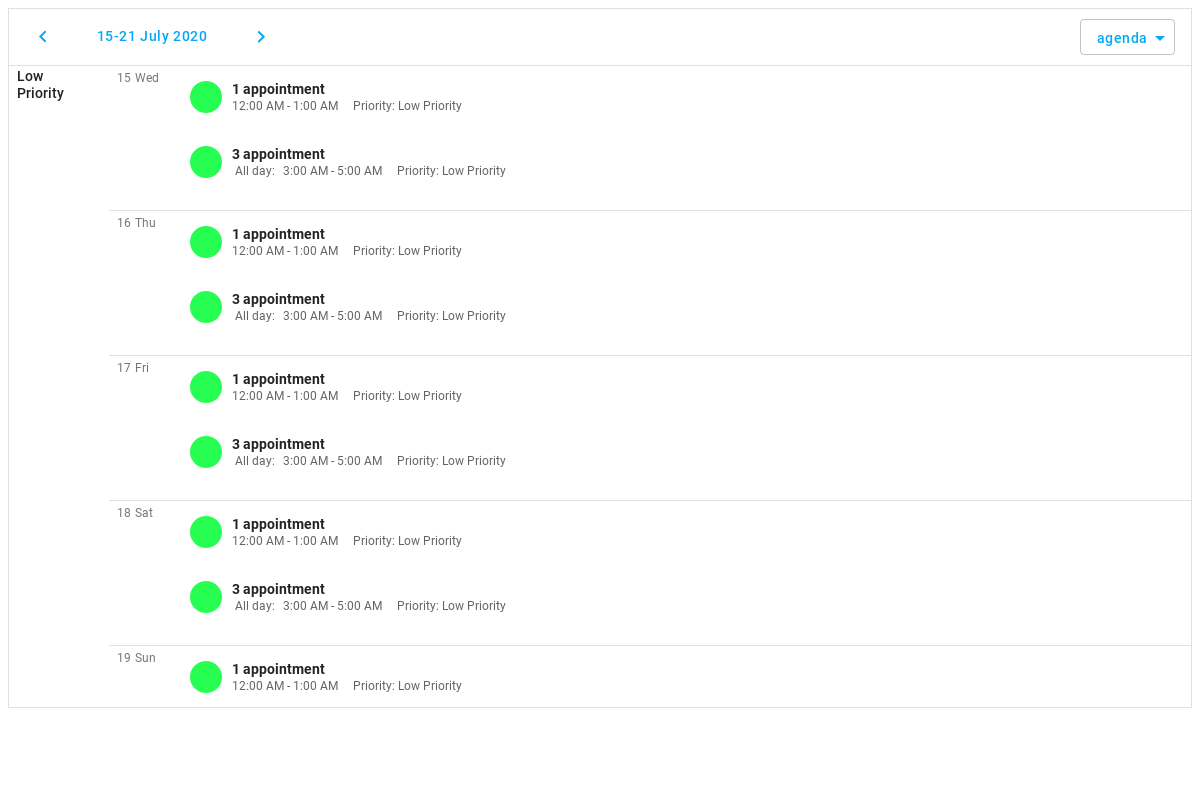 15-21 July 2020
agenda
Low
Priority
15 Wed
1 appointment
12:00 AM - 1:00 AM Priority: Low Priority
3 appointment
All day: 3:00 AM - 5:00 AM Priority: Low Priority
16 Thu
1 appointment
12:00 AM - 1:00 AM Priority: Low Priority
3 appointment
All day: 3:00 AM - 5:00 AM Priority: Low Priority
17 Fri
1 appointment
12:00 AM - 1:00 AM Priority: Low Priority
3 appointment
All day: 3:00 AM - 5:00 AM Priority: Low Priority
18 Sat
1 appointment
12:00 AM - 1:00 AM Priority: Low Priority
3 appointment
All day: 3:00 AM - 5:00 AM Priority: Low Priority
19 Sun
1 appointment
12:00 AM - 1:00 AM Priority: Low Priority